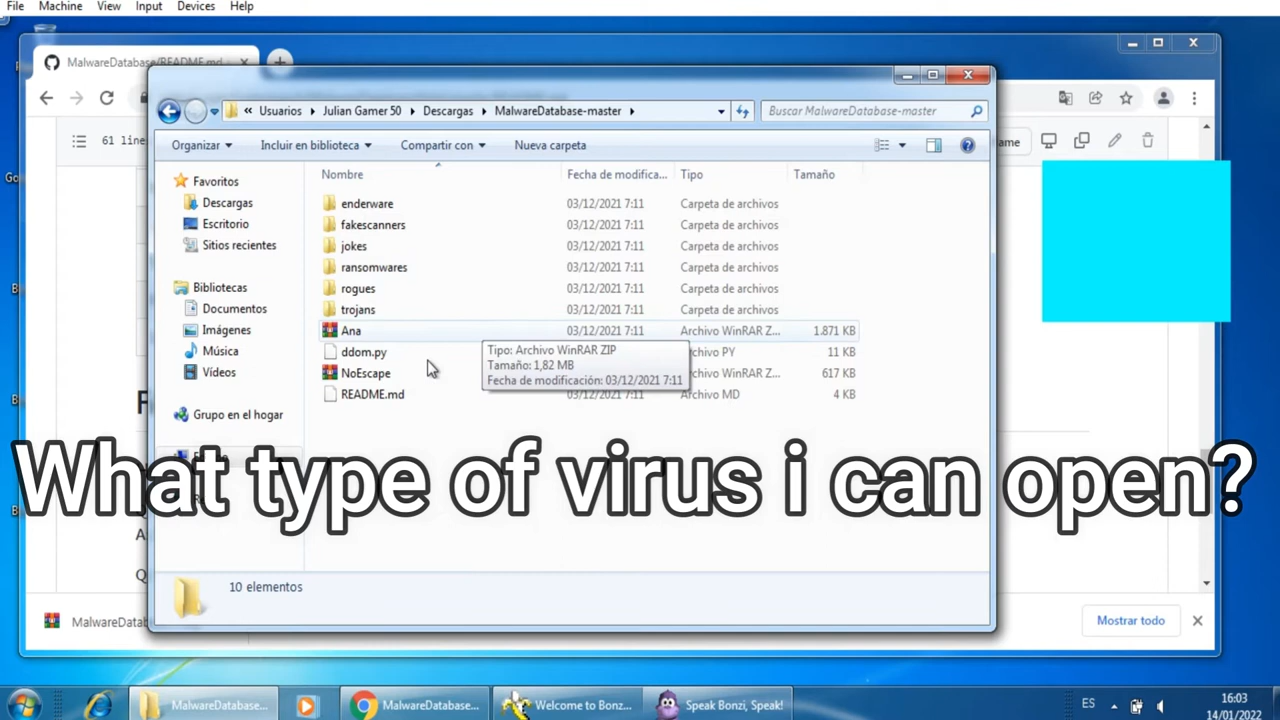 File Machine View Input Devices Help
MalwareDatabase/README.md
« Usuarios Julian Gamer 50 Descargas MalwareDatabase-master
Buscar MalwareDatabase-master
61 line
ame
Organizar Incluir en biblioteca Compartir con Nueva carpeta
Nombre Fecha de modifica... Tipo Tamaño
Favoritos
Descargas
Escritorio
Sitios recientes
Bibliotecas
Documentos
Imágenes
Música
Vídeos
Grupo en el hogar
enderware 03/12/2021 7:11 Carpeta de archivos
fakescanners 03/12/2021 7:11 Carpeta de archivos
jokes 03/12/2021 7:11 Carpeta de archivos
ransomwares 03/12/2021 7:11 Carpeta de archivos
rogues 03/12/2021 7:11 Carpeta de archivos
trojans 03/12/2021 7:11 Carpeta de archivos
Ana 03/12/2021 7:11 Archivo WinRAR Z... 1.871 KB
ddom.py rchivo PY 11 KB
NoEscape rchivo WinRAR Z... 617 KB
README.md 03/12/2021 7:11 Archivo MD 4 KB
Tipo: Archivo WinRAR ZIP
Tamaño: 1,82 MB
Fecha de modificación: 03/12/2021 7:11
What type of virus i can open?
10 elementos
MalwareDatab
Mostrar todo
MalwareDatabase... MalwareDatabase... Welcome to Bonz... Speak Bonzi, Speak!
ES
16:03
14/01/2022